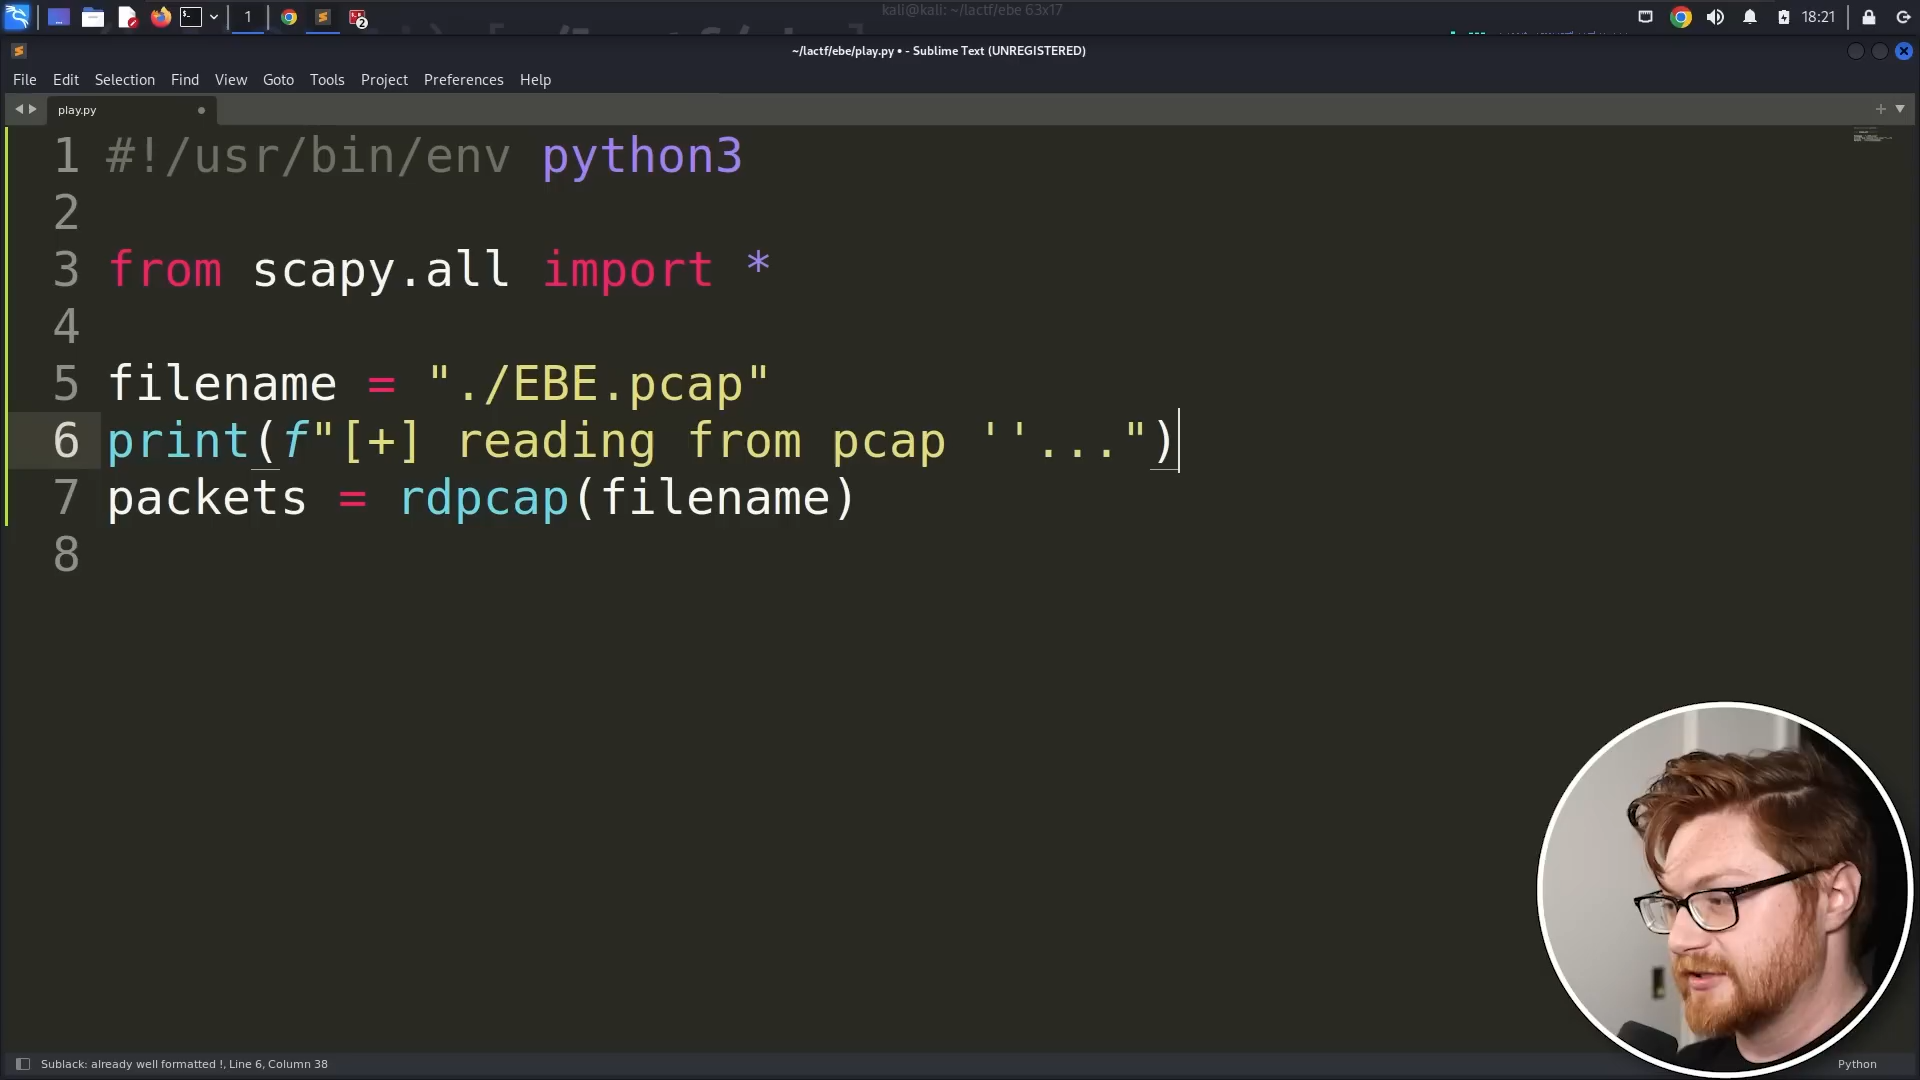 kali@kali: ~/lactf/ebe 63x17
1
2
18:21
~/lactf/ebe/play.py • - Sublime Text (UNREGISTERED)
File Edit Selection Find View Goto Tools Project Preferences Help
play.py
1 #!/usr/bin/env python3
2
3 from scapy.all import *
4
5 filename = "./EBE.pcap"
6 print(f"[+] reading from pcap ''...")
7 packets = rdpcap(filename)
8
Sublack: already well formatted !, Line 6, Column 38
Python